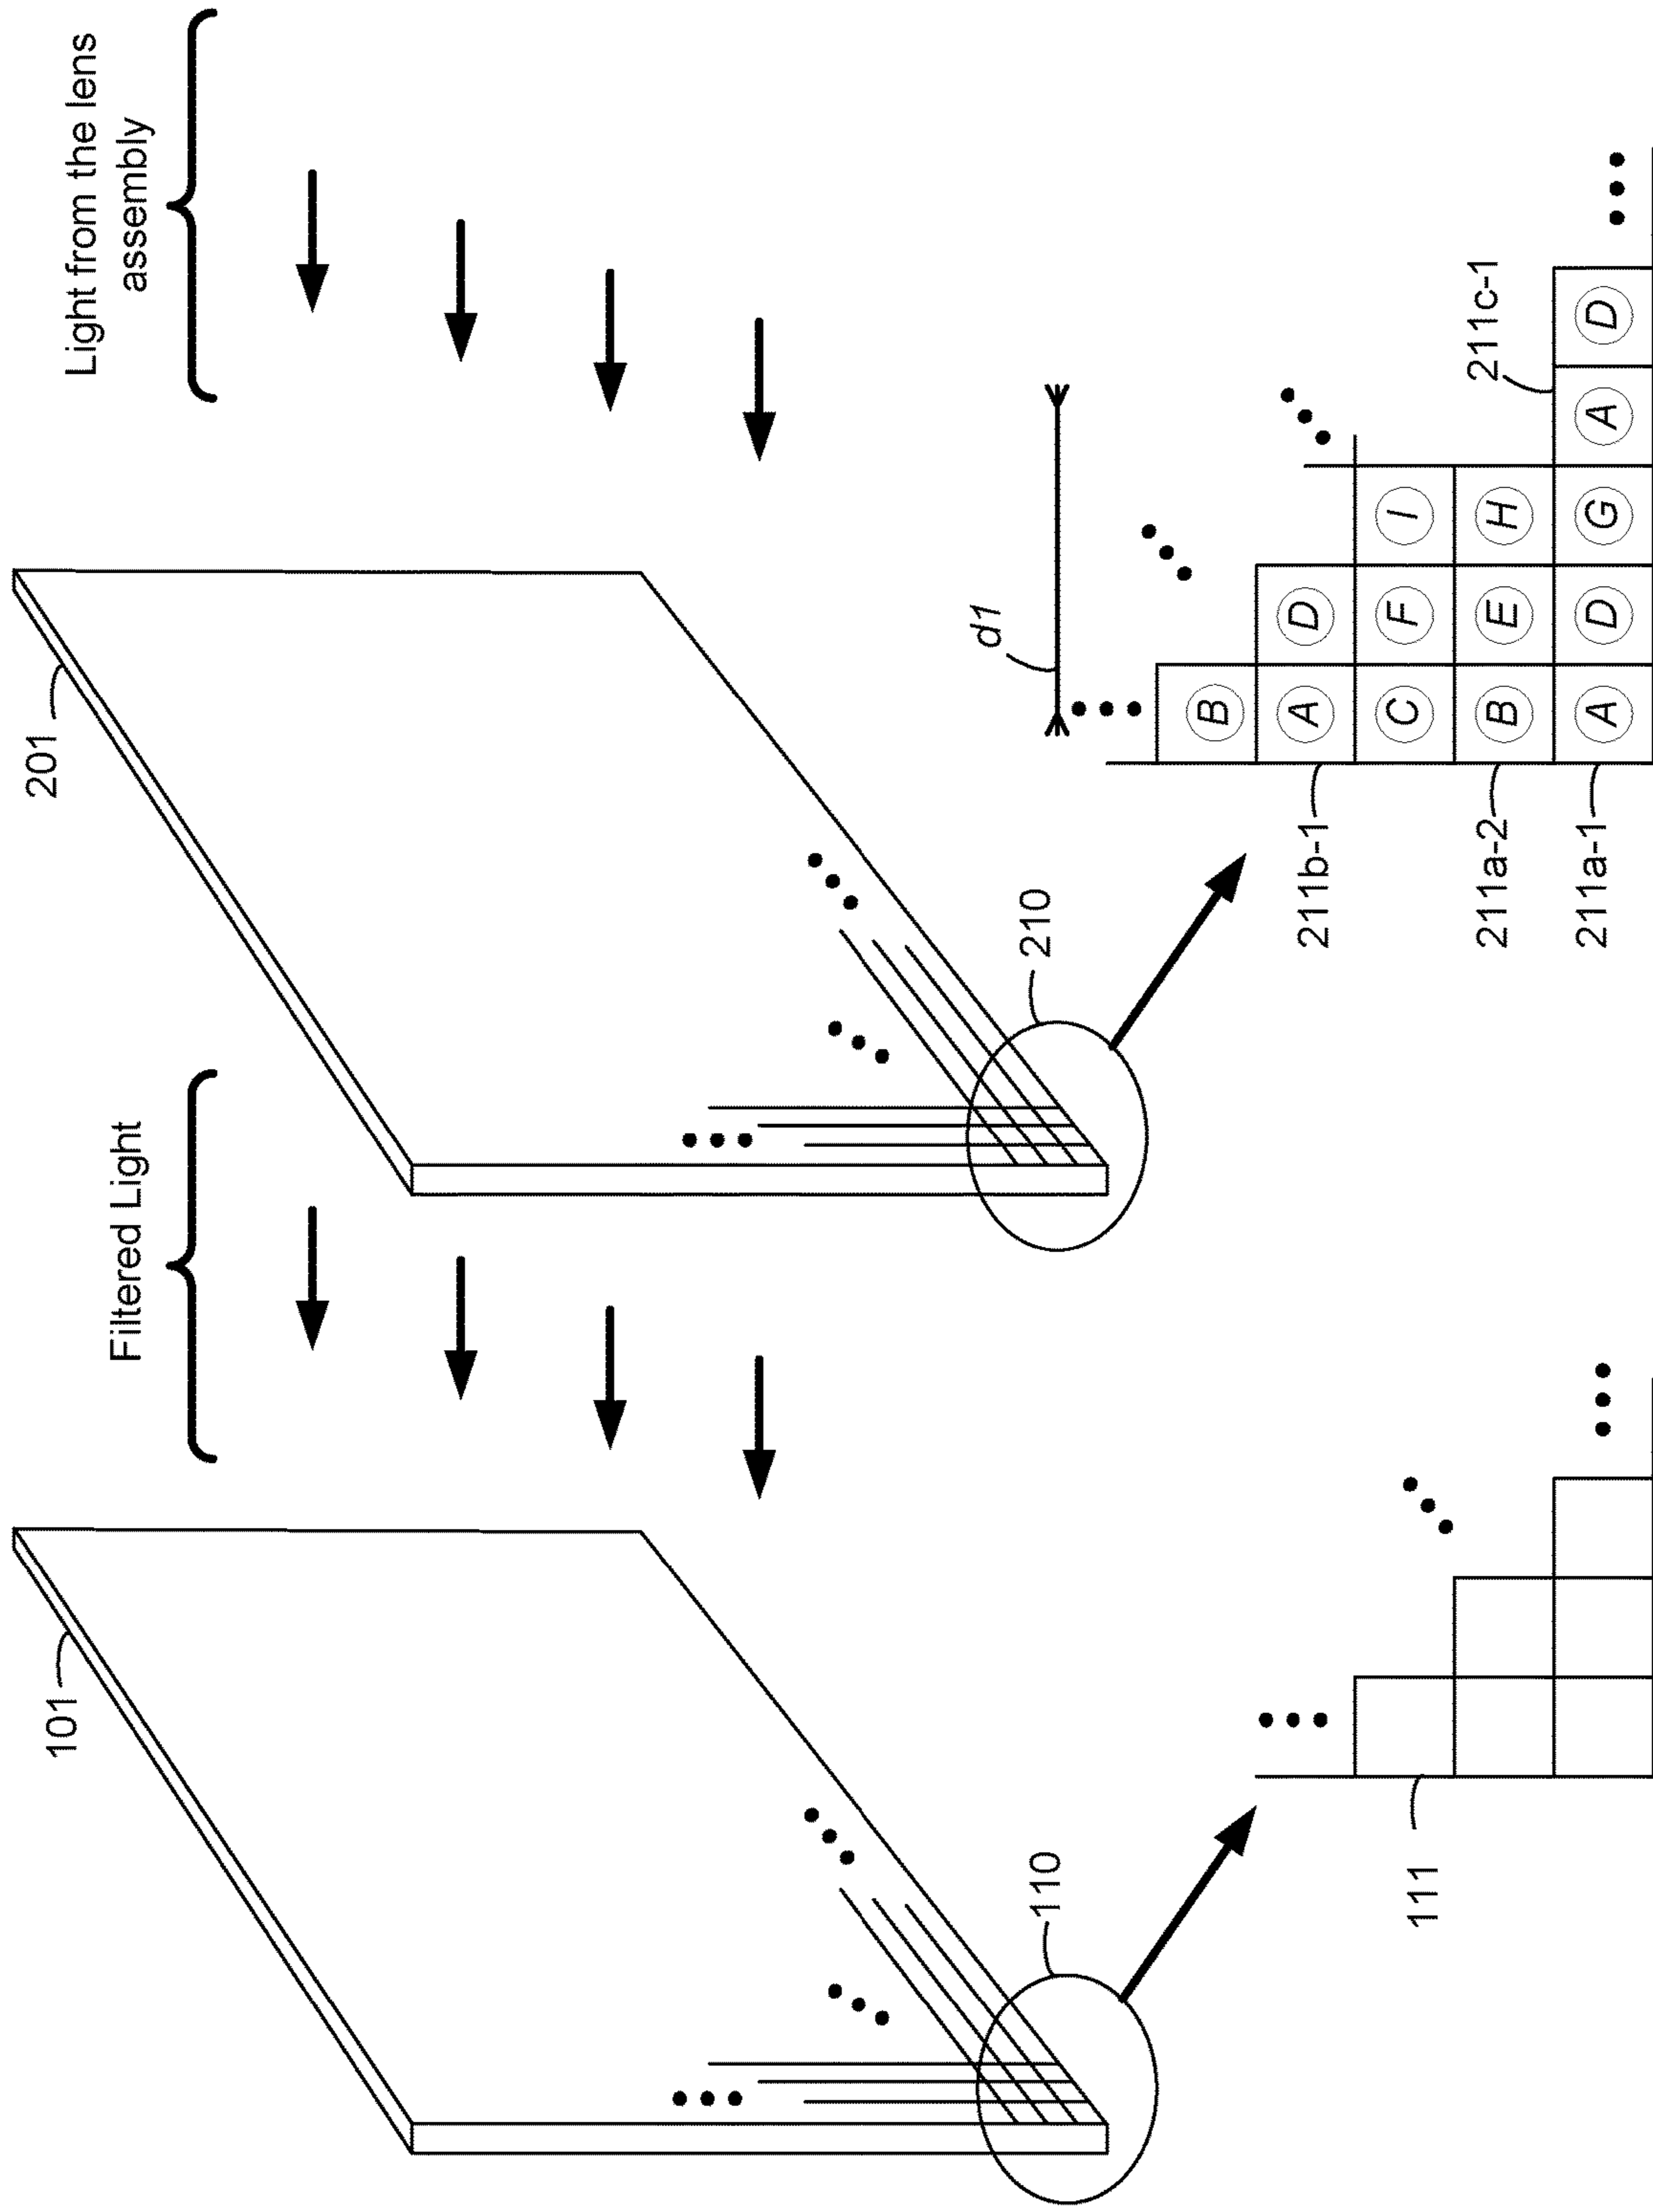 101
Filtered Light
201
Light from the lens
assembly
110
210
d1
111
B
211b-1 A D
C F I
211c-1
211a-2 B E H
211a-1 A D G A D